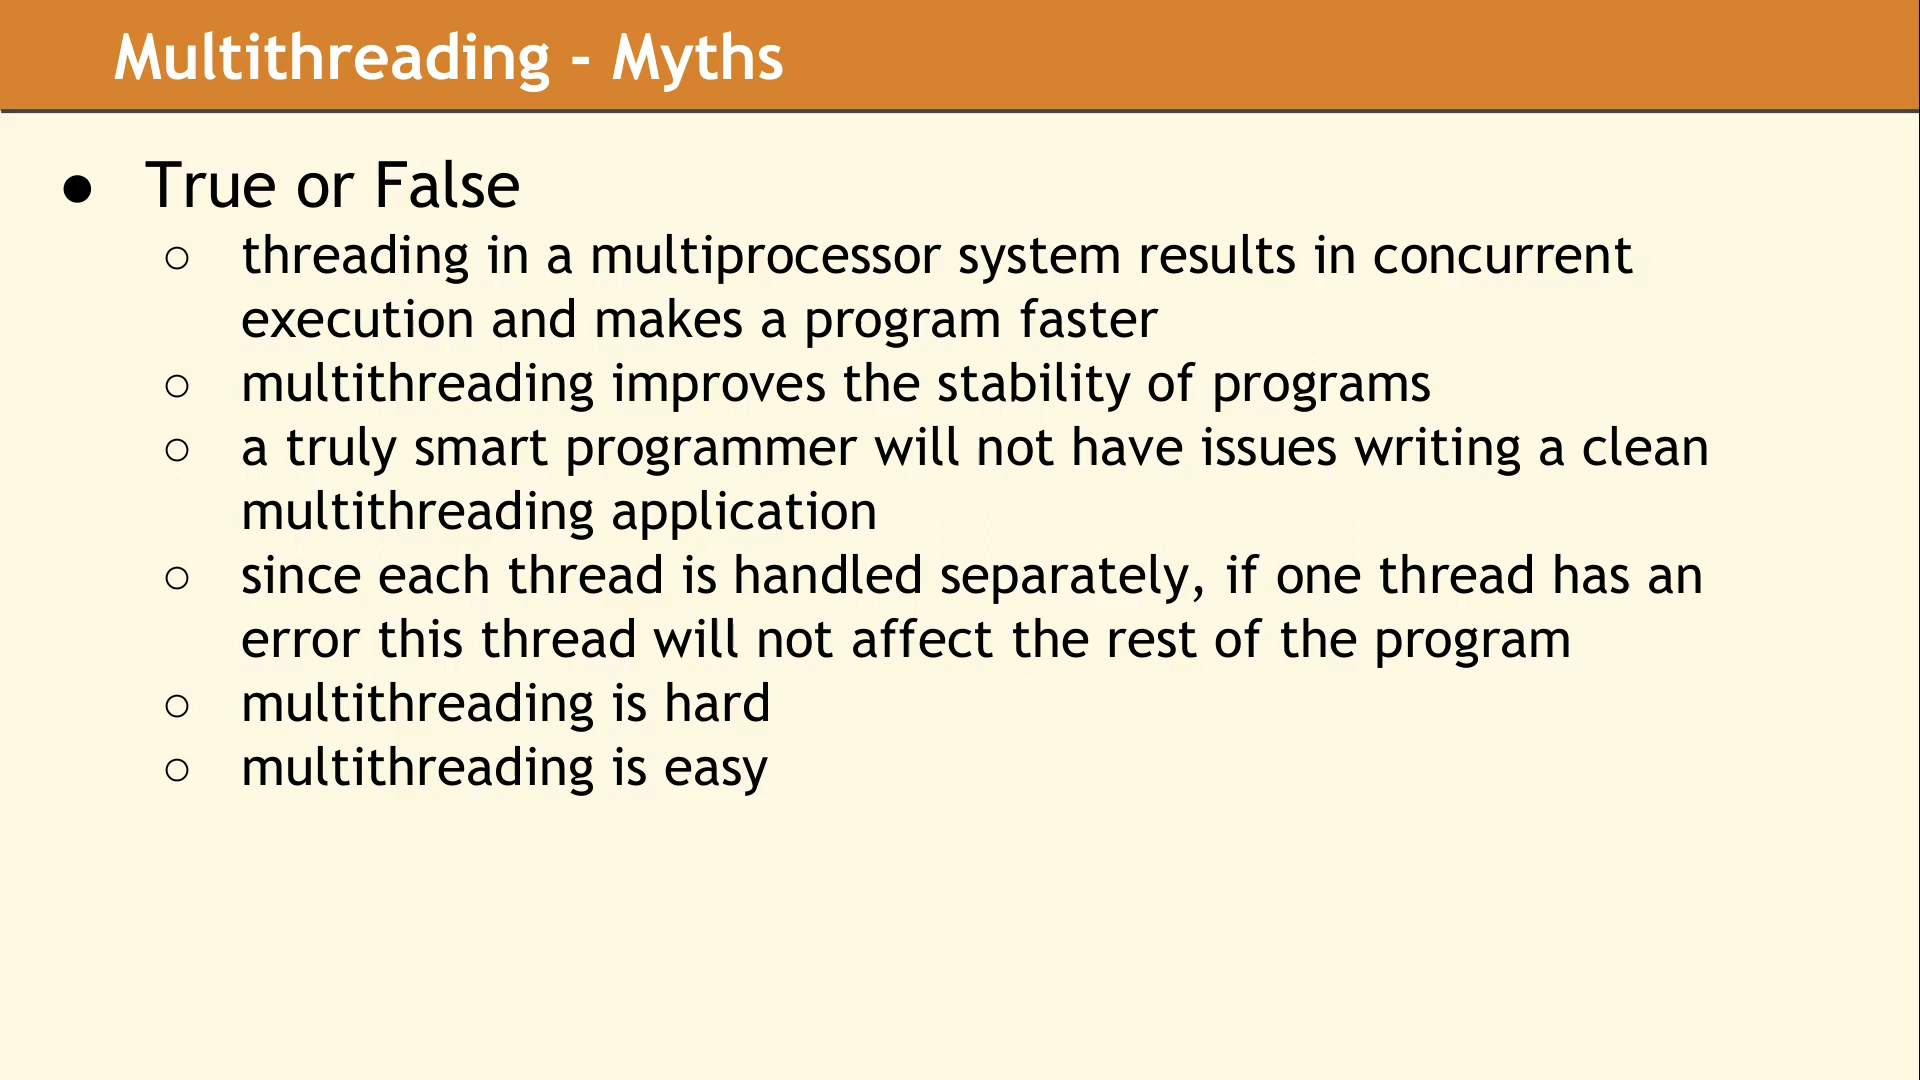 Multithreading - Myths
● True or False
○ threading in a multiprocessor system results in concurrent
execution and makes a program faster
○ multithreading improves the stability of programs
○ a truly smart programmer will not have issues writing a clean
multithreading application
○ since each thread is handled separately, if one thread has an
error this thread will not affect the rest of the program
○ multithreading is hard
○ multithreading is easy